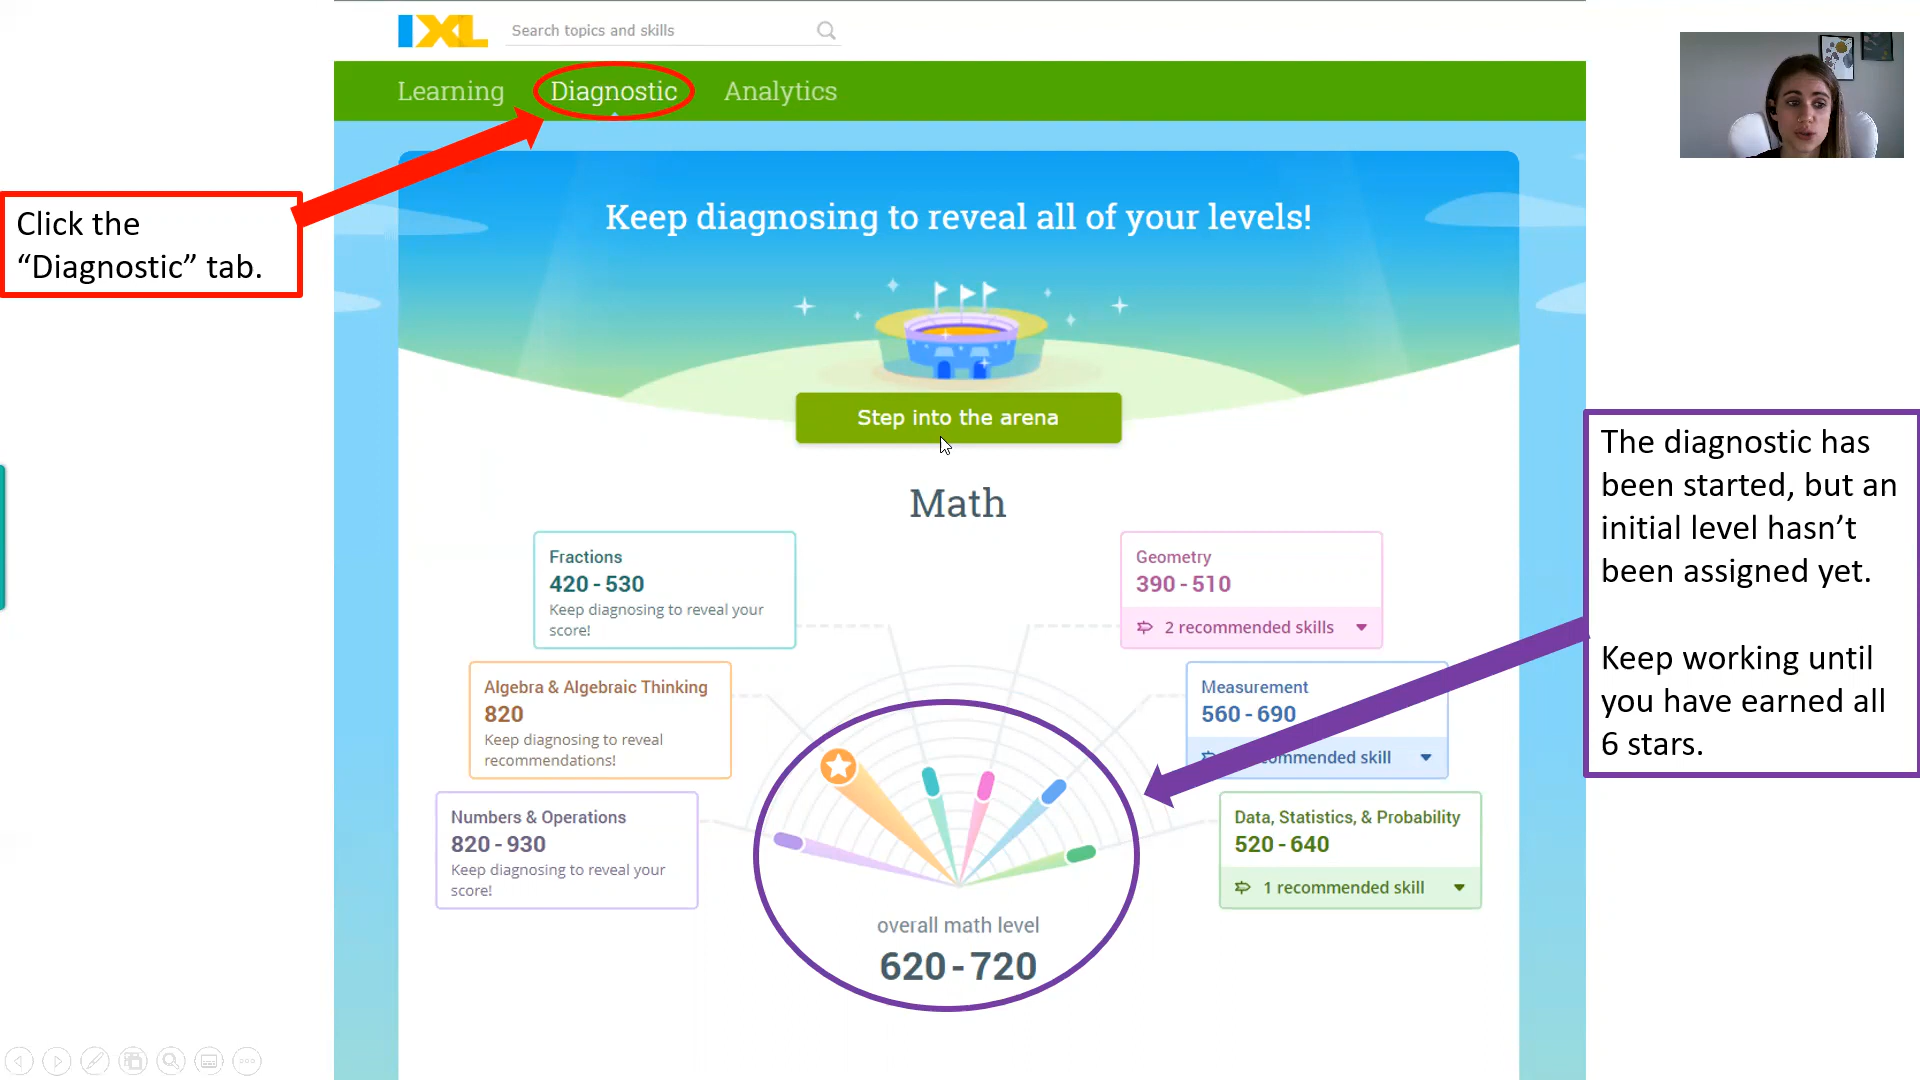 IXL
Search topics and skills
Learning
Diagnostic
Analytics
Click the
“Diagnostic” tab.
Keep diagnosing to reveal all of your levels!
Step into the arena
The diagnostic has
been started, but an
initial level hasn’t
been assigned yet.
Keep working until
you have earned all
6 stars.
Math
Fractions
420 - 530
Keep diagnosing to reveal your
score!
Geometry
390 - 510
2 recommended skills
Algebra & Algebraic Thinking
820
Keep diagnosing to reveal
recommendations!
Measurement
560 - 690
skill
Numbers & Operations
820 - 930
Keep diagnosing to reveal your
score!
Data, Statistics, & Probability
520 - 640
1 recommended skill
overall math level
620 - 720